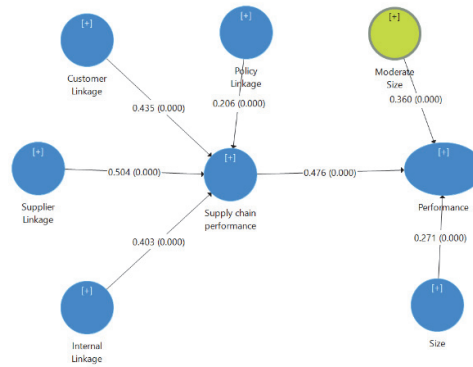 [+]
[+]
[+]
Customer
Linkage
Policy
Linkage
Moderate
Size
0.435 (0.000)
0.206 (0.000)
0.360 (0.000)
[+]
[+]
[+]
0.504 (0.000)
0.476 (0.000)
Supplier
Linkage
Supply chain
performance
Performance
0.403 (0.000)
0.271 (0.000)
[+]
[+]
Internal
Linkage
Size